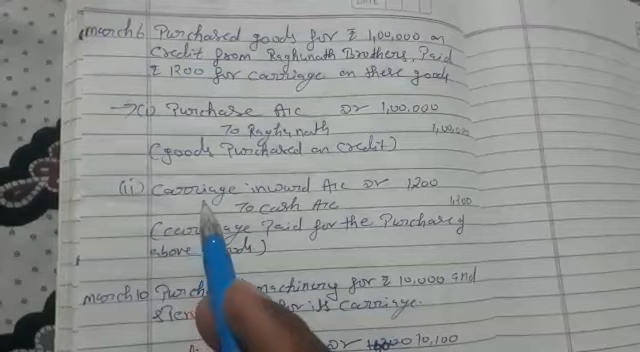 DATE
March 6 Purchased goods for ₹ 1,00,000 on
Credit from Raghunath Brothers, Paid
₹ 1200 for carriage on these goods
→(i) Purchase A/c Dr 1,00,000
To Raghunath 1,00,000
(goods Purchased on credit)
(ii) Carriage inward A/c Dr 1200
To Cash A/c 1200
(carriage Paid for the Purchase
above
March 10 machinery for ₹ 10,000 and
for its carriage.
Dr 10,100